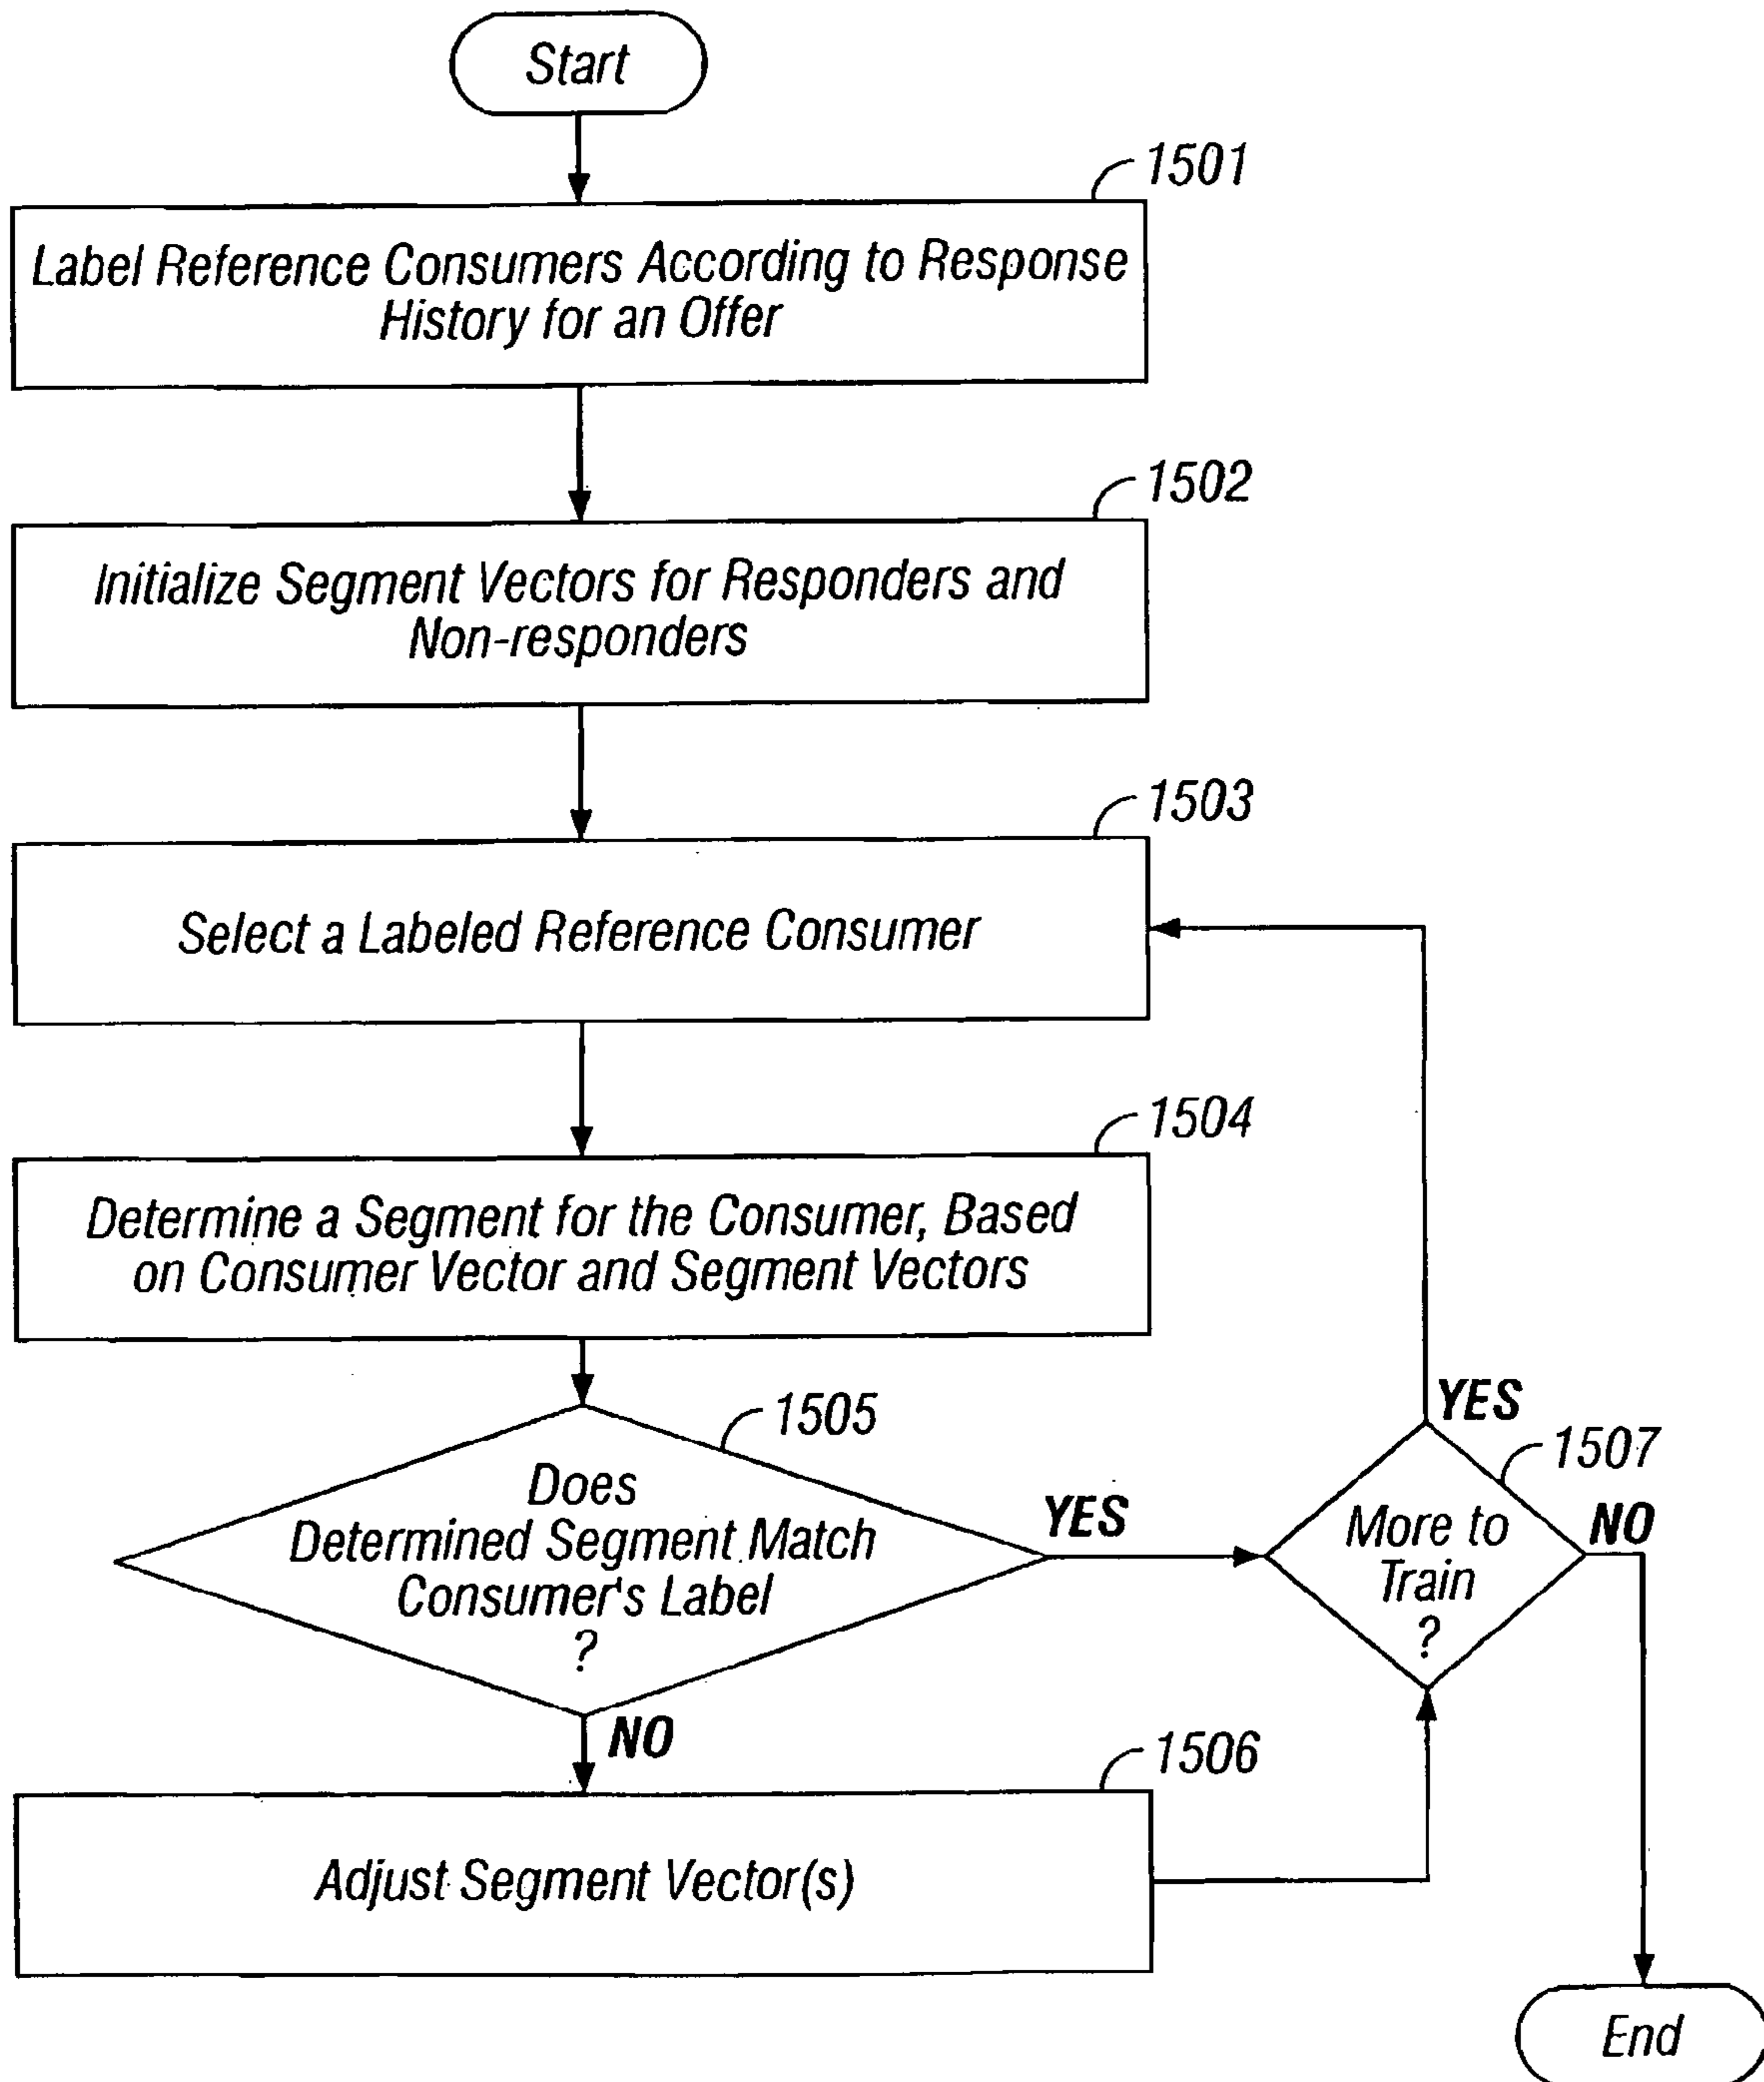 Start
1501
Label Reference Consumers According to Response
History for an Offer
1502
Initialize Segment Vectors for Responders and
Non-responders
1503
Select a Labeled Reference Consumer
1504
Determine a Segment for the Consumer, Based
on Consumer Vector and Segment Vectors
1505
Does
Determined Segment Match
Consumer's Label
?
YES
NO
1506
Adjust Segment Vector(s)
YES
1507
More to
Train
?
NO
End